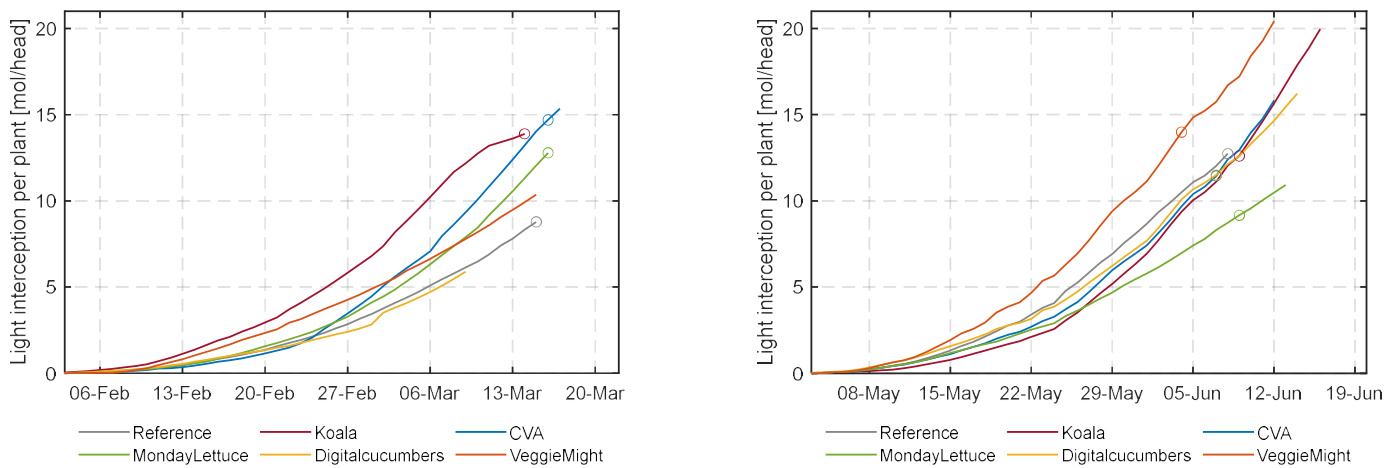 Light interception per plant [mol/head]
20
15
10
5
0
06-Feb 13-Feb 20-Feb 27-Feb 06-Mar 13-Mar 20-Mar
Reference Koala CVA
MondayLettuce Digitalcucumbers VeggieMight
Light interception per plant [mol/head]
20
15
10
5
0
08-May 15-May 22-May 29-May 05-Jun 12-Jun 19-Jun
Reference Koala CVA
MondayLettuce Digitalcucumbers VeggieMight